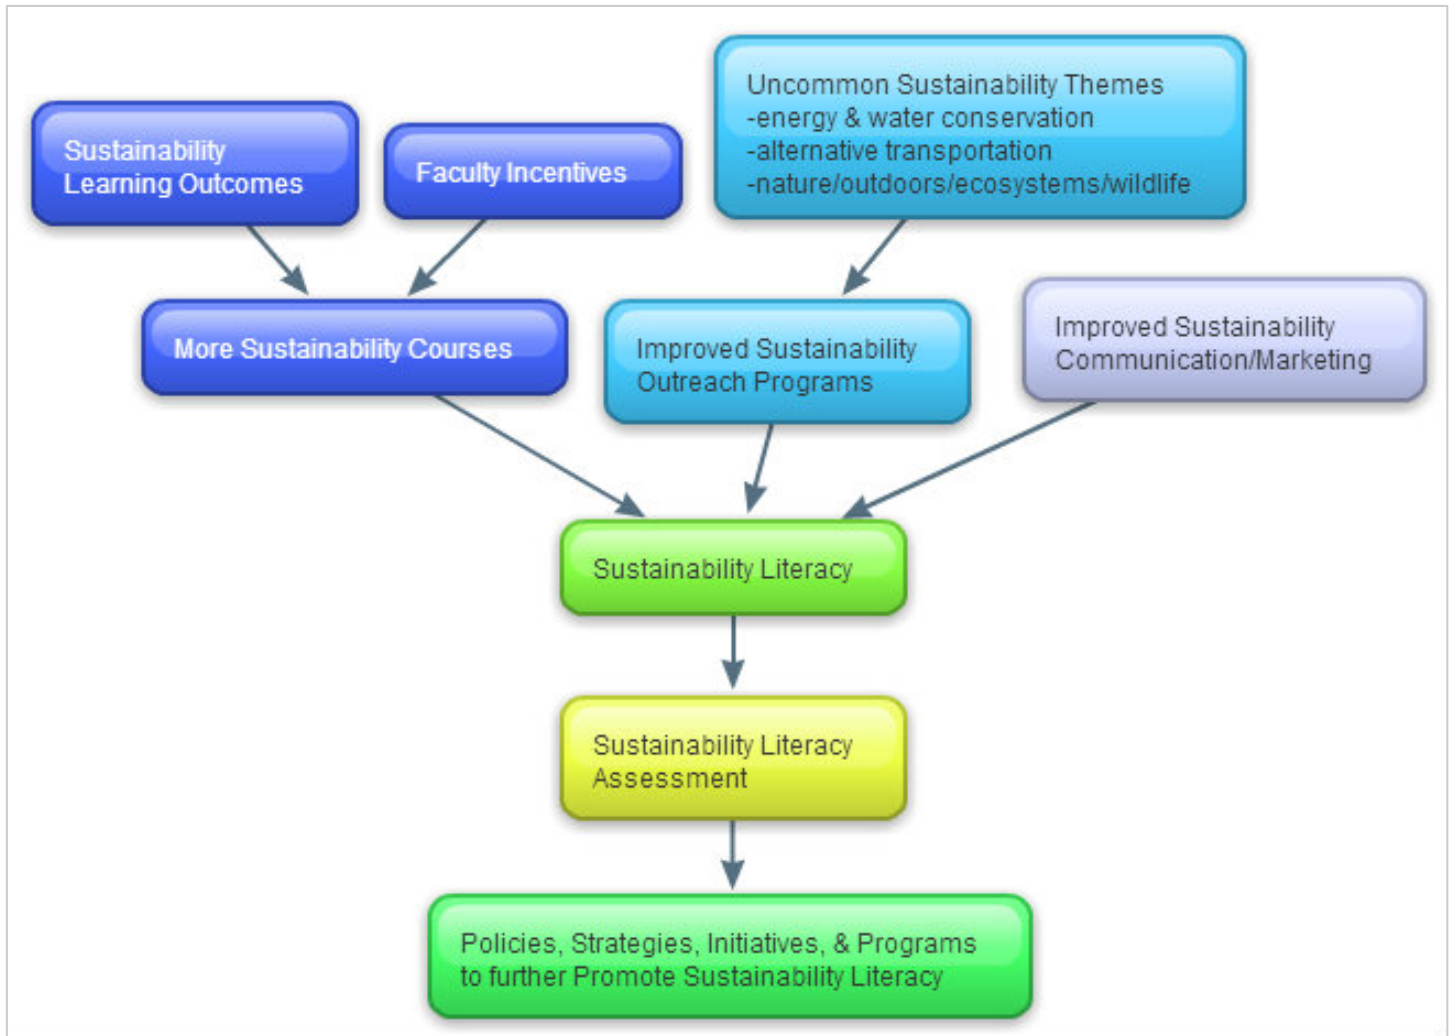 Uncommon Sustainability Themes
-energy & water conservation
-alternative transportation
-nature/outdoors/ecosystems/wildlife
Sustainability
Learning Outcomes
Faculty Incentives
More Sustainability Courses
Improved Sustainability
Outreach Programs
Improved Sustainability
Communication/Marketing
Sustainability Literacy
Sustainability Literacy
Assessment
Policies, Strategies, Initiatives, & Programs
to further Promote Sustainability Literacy